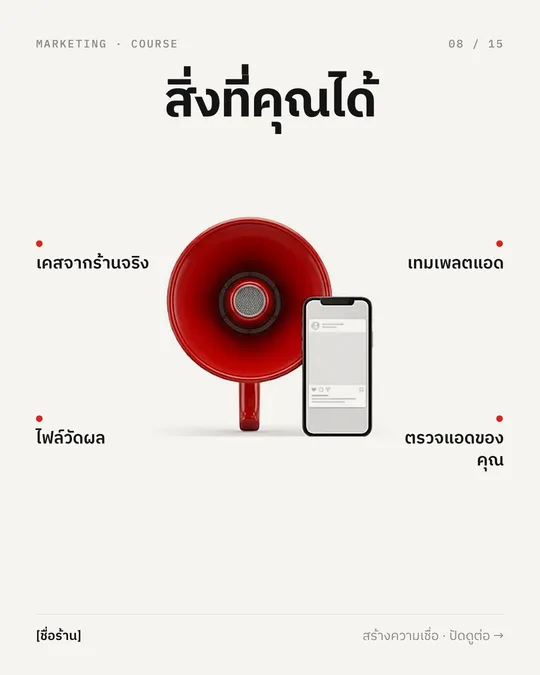 MARKETING · COURSE
08 / 15
สิ่งที่คุณได้
เคสจากร้านจริง
เทมเพลตแอด
ไฟล์วัดผล
ตรวจแอดของ
คุณ
[ชื่อร้าน]
สร้างความเชื่อ · ปัดดูต่อ →